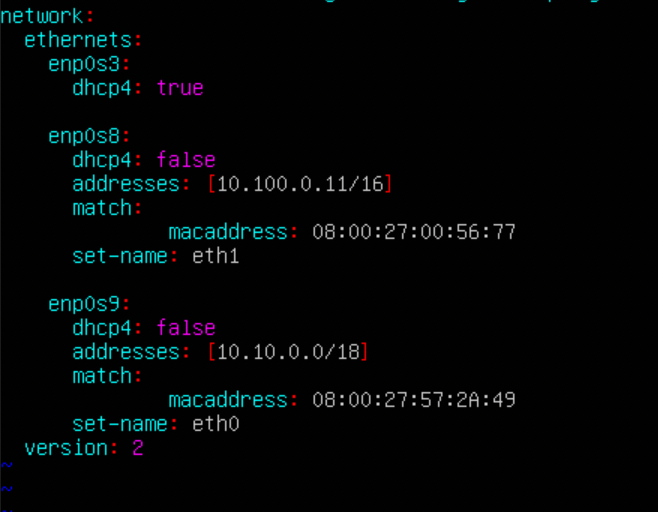 network:
  ethernets:
    enp0s3:
      dhcp4: true

    enp0s8:
      dhcp4: false
      addresses: [10.100.0.11/16]
      match:
              macaddress: 08:00:27:00:56:77
      set-name: eth1

    enp0s9:
      dhcp4: false
      addresses: [10.10.0.0/18]
      match:
              macaddress: 08:00:27:57:2A:49
      set-name: eth0
  version: 2
~
~
~